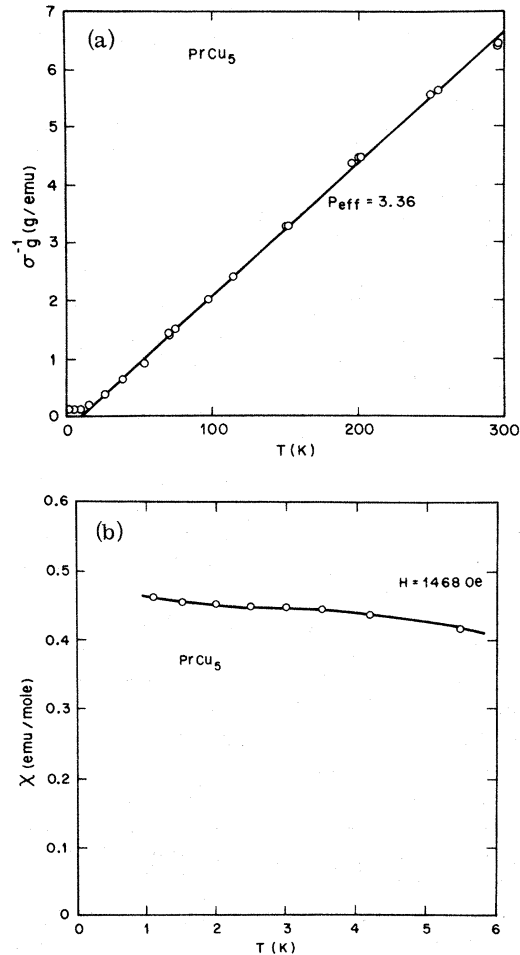 (a)
PrCu5
Peff = 3.36
σg^-1 (g/emu)
7
6
5
4
3
2
1
0
0 100 200 300
T (K)
(b)
H = 1468 Oe
PrCu5
χ (emu/mole)
0.6
0.5
0.4
0.3
0.2
0.1
0
0 1 2 3 4 5 6
T (K)